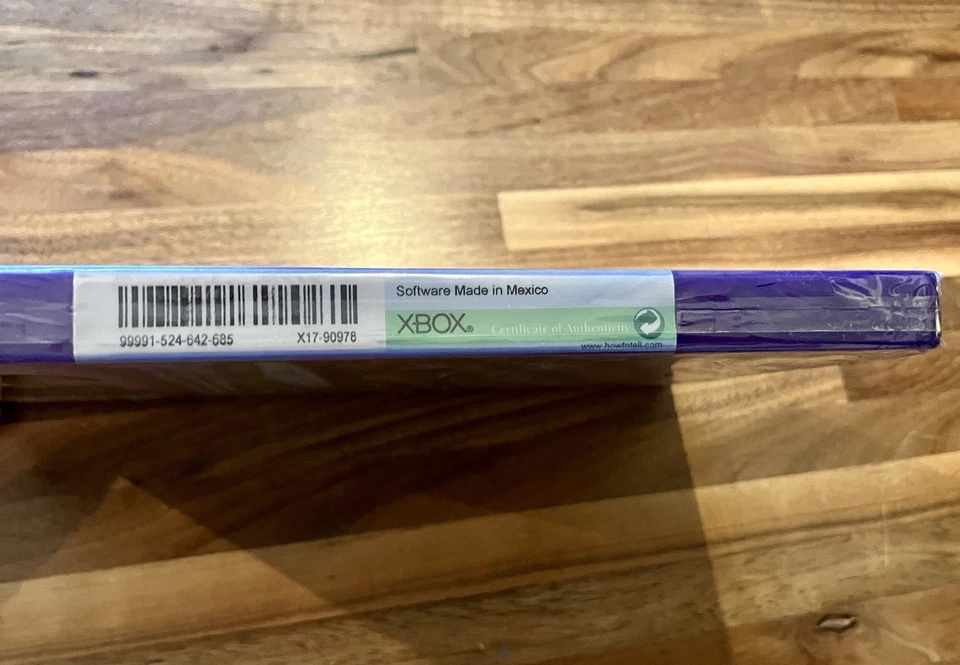 99991-524-642-685 X17-90978
Software Made in Mexico
XBOX® Certificate of Authenticity
www.howtotell.com